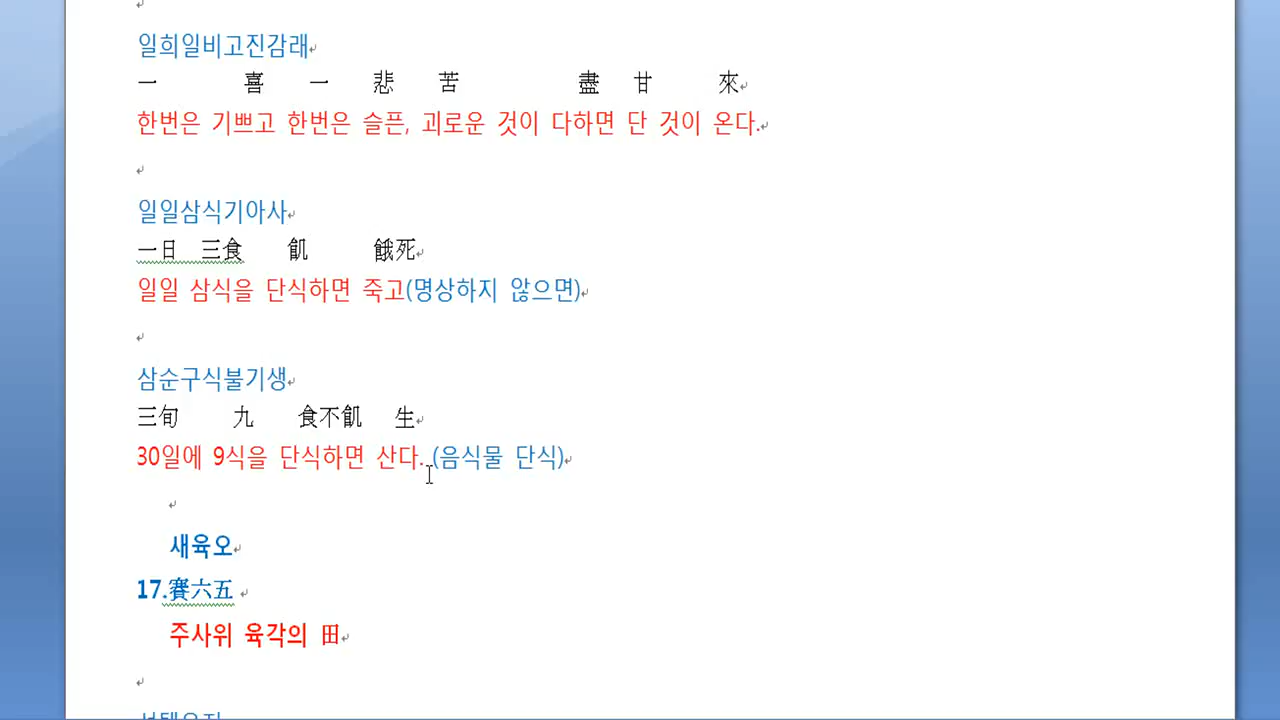 일희일비고진감래
一 喜 一 悲 苦 盡 甘 來
한번은 기쁘고 한번은 슬픈, 괴로운 것이 다하면 단 것이 온다.
일일삼식기아사
一日 三食 飢 餓死
일일 삼식을 단식하면 죽고(명상하지 않으면)
삼순구식불기생
三旬 九 食不飢 生
30일에 9식을 단식하면 산다. (음식물 단식)
새육오
17.賽六五
주사위 육각의 田